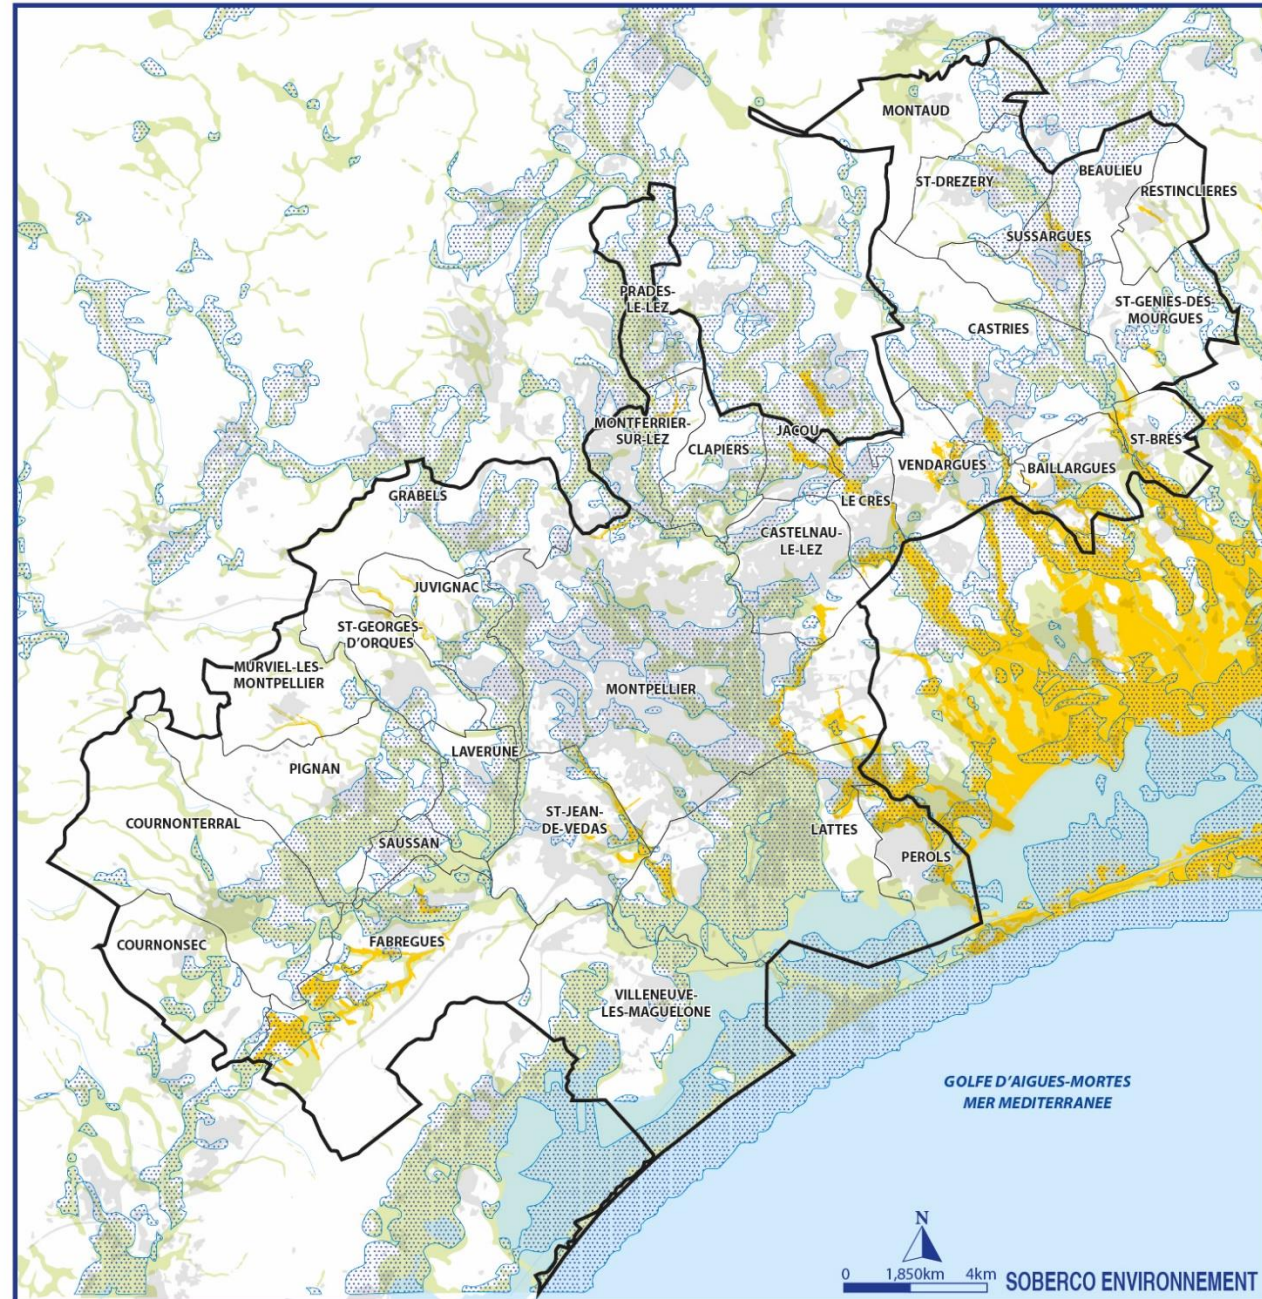 MONTAUD
BEAULIEU
ST-DREZERY
RESTINCLIERES
SUSSARGUES
PRADES-
LE-LEZ
ST-GENIES-DES-
MOURGUES
CASTRIES
MONTFERRIER-
SUR-LEZ
JACOU
CLAPIERS
ST-BRES
VENDARGUES
BAILLARGUES
GRABELS
LE CRES
CASTELNAU-
LE-LEZ
JUVIGNAC
ST-GEORGES-
D'ORQUES
MURVIEL-LES-
MONTPELLIER
MONTPELLIER
LAVERUNE
PIGNAN
ST-JEAN-
DE-VEDAS
COURNONTERRAL
LATTES
SAUSSAN
PEROLS
COURNONSEC
FABREGUES
VILLENEUVE-
LES-MAGUELONE
GOLFE D'AIGUES-MORTES
MER MEDITERRANEE
N
0 1,850km 4km
SOBERCO ENVIRONNEMENT